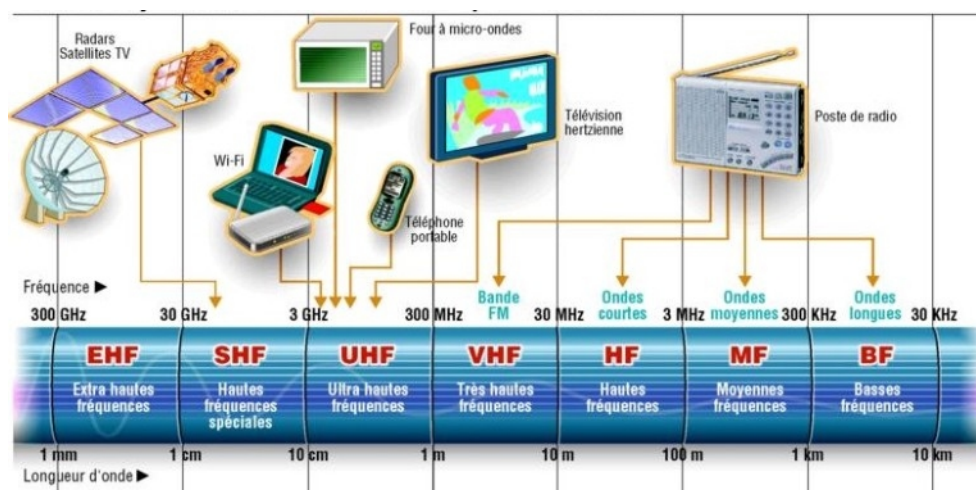 Radars
Satellites TV
Four à micro-ondes
Télévision
hertzienne
Poste de radio
Wi-Fi
Téléphone
portable
Fréquence ►
Bande
FM
Ondes
courtes
Ondes
moyennes
Ondes
longues
300 GHz 30 GHz 3 GHz 300 MHz 30 MHz 3 MHz 300 KHz 30 KHz
EHF SHF UHF VHF HF MF BF
Extra hautes
fréquences
Hautes
fréquences
spéciales
Ultra hautes
fréquences
Très hautes
fréquences
Hautes
fréquences
Moyennes
fréquences
Basses
fréquences
1 mm 1 cm 10 cm 1 m 10 m 100 m 1 km 10 km
Longueur d'onde ►